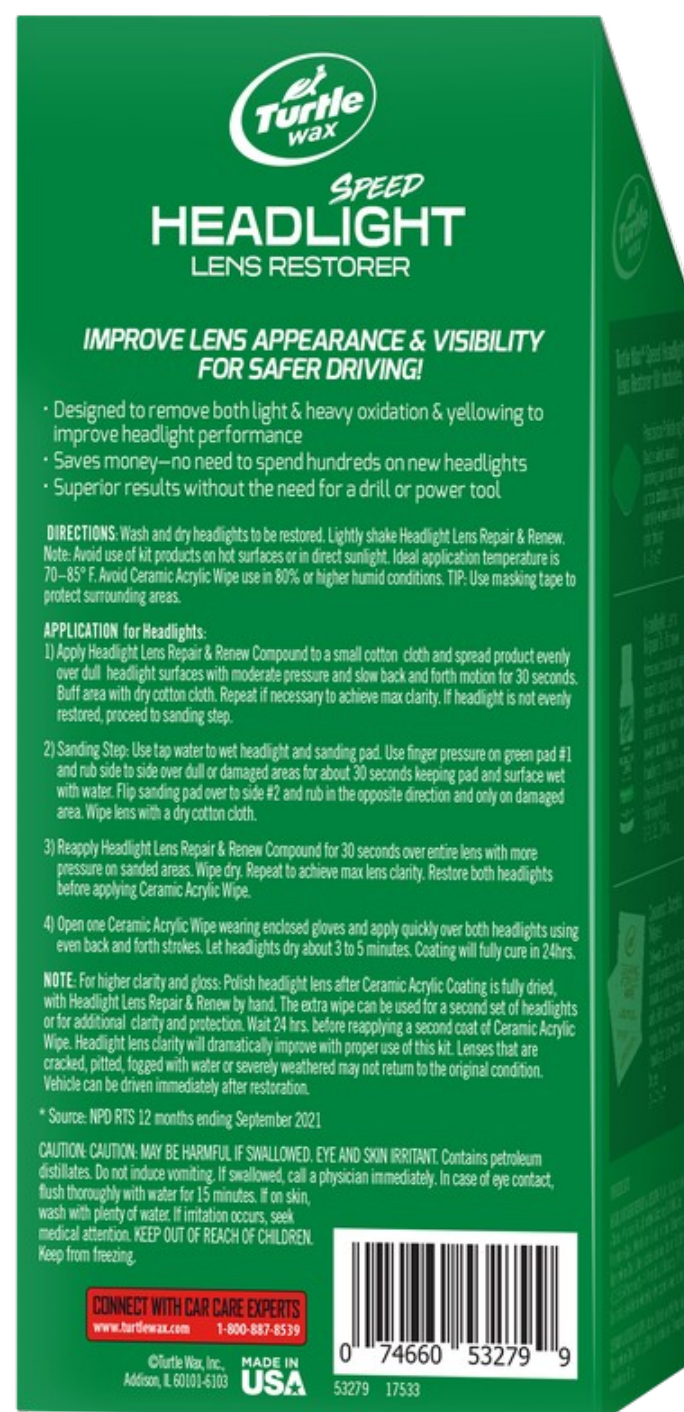 Turtle
wax
SPEED
HEADLIGHT
LENS RESTORER
IMPROVE LENS APPEARANCE & VISIBILITY
FOR SAFER DRIVING!
• Designed to remove both light & heavy oxidation & yellowing to
improve headlight performance
• Saves money—no need to spend hundreds on new headlights
• Superior results without the need for a drill or power tool
DIRECTIONS: Wash and dry headlights to be restored. Lightly shake Headlight Lens Repair & Renew.
Note: Avoid use of kit products on hot surfaces or in direct sunlight. Ideal application temperature is
70–85° F. Avoid Ceramic Acrylic Wipe use in 80% or higher humid conditions. TIP: Use masking tape to
protect surrounding areas.
APPLICATION for Headlights:
1) Apply Headlight Lens Repair & Renew Compound to a small cotton cloth and spread product evenly
over dull headlight surfaces with moderate pressure and slow back and forth motion for 30 seconds.
Buff area with dry cotton cloth. Repeat if necessary to achieve max clarity. If headlight is not evenly
restored, proceed to sanding step.
2) Sanding Step: Use tap water to wet headlight and sanding pad. Use finger pressure on green pad #1
and rub side to side over dull or damaged areas for about 30 seconds keeping pad and surface wet
with water. Flip sanding pad over to side #2 and rub in the opposite direction and only on damaged
area. Wipe lens with a dry cotton cloth.
3) Reapply Headlight Lens Repair & Renew Compound for 30 seconds over entire lens with more
pressure on sanded areas. Wipe dry. Repeat to achieve max lens clarity. Restore both headlights
before applying Ceramic Acrylic Wipe.
4) Open one Ceramic Acrylic Wipe wearing enclosed gloves and apply quickly over both headlights using
even back and forth strokes. Let headlights dry about 3 to 5 minutes. Coating will fully cure in 24hrs.
NOTE: For higher clarity and gloss: Polish headlight lens after Ceramic Acrylic Coating is fully dried,
with Headlight Lens Repair & Renew by hand. The extra wipe can be used for a second set of headlights
or for additional clarity and protection. Wait 24 hrs. before reapplying a second coat of Ceramic Acrylic
Wipe. Headlight lens clarity will dramatically improve with proper use of this kit. Lenses that are
cracked, pitted, fogged with water or severely weathered may not return to the original condition.
Vehicle can be driven immediately after restoration.
* Source: NPD RTS 12 months ending September 2021
CAUTION: CAUTION: MAY BE HARMFUL IF SWALLOWED. EYE AND SKIN IRRITANT. Contains petroleum
distillates. Do not induce vomiting. If swallowed, call a physician immediately. In case of eye contact,
flush thoroughly with water for 15 minutes. If on skin,
wash with plenty of water. If irritation occurs, seek
medical attention. KEEP OUT OF REACH OF CHILDREN.
Keep from freezing.
CONNECT WITH CAR CARE EXPERTS
www.turtlewax.com 1-800-887-8539
©Turtle Wax, Inc.,
Addison, IL 60101-6103
MADE IN
USA
0 74660 53279 9
53279 17533
Turtle
wax
Turtle Wax® Speed Headlight
Lens Restorer Kit Includes